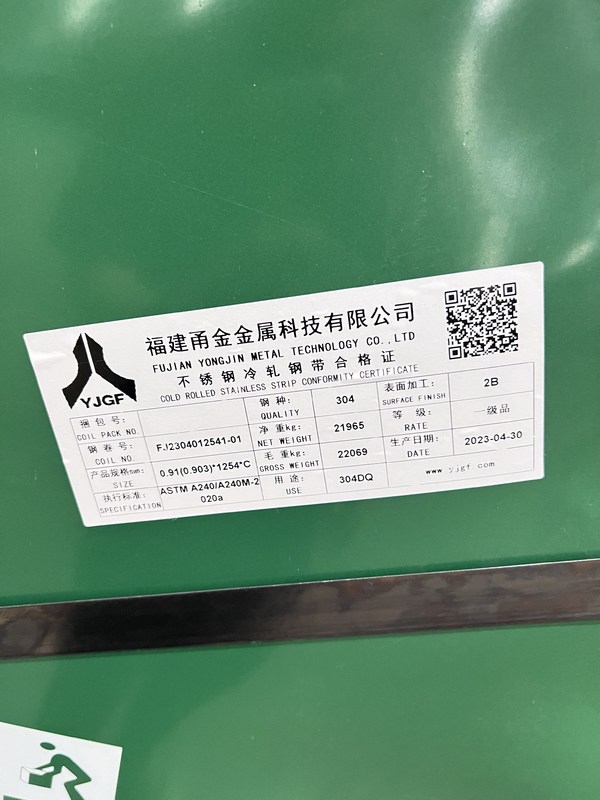 福建甬金金属科技有限公司
FUJIAN YONGJIN METAL TECHNOLOGY CO.,LTD
不锈钢冷轧钢带合格证
COLD ROLLED STAINLESS STRIP CONFORMITY CERTIFICATE
YJGF
捆包号:
COIL PACK NO.
钢种:
QUALITY
304
表面加工:
SURFACE FINISH
2B
钢卷号:
COIL NO.
FJ2304012541-01
净重kg:
NET WEIGHT
21965
等级:
RATE
一级品
产品规格mm:
SIZE
0.91(0.903)*1254*C
毛重kg:
GROSS WEIGHT
22069
生产日期:
DATE
2023-04-30
执行标准:
SPECIFICATION
ASTM A240/A240M-2
020a
用途:
USE
304DQ
www.yjgf.com